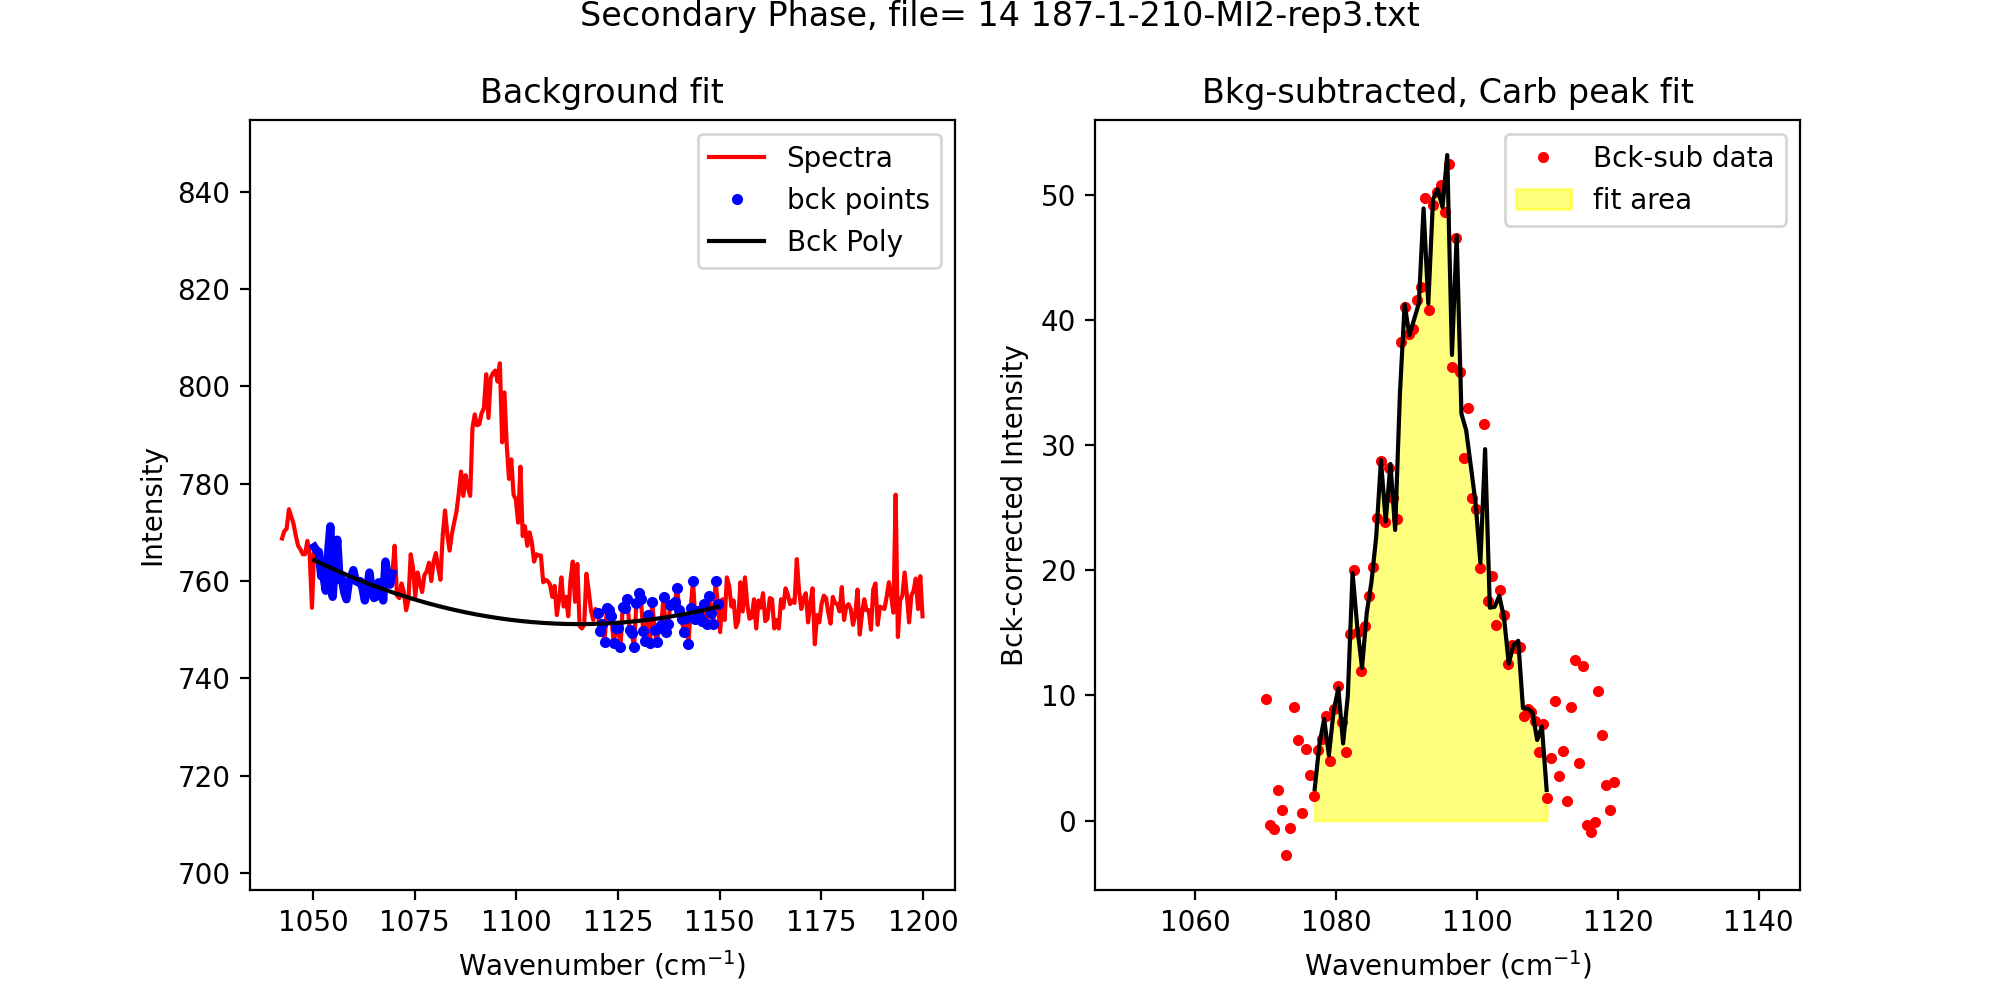 Secondary Phase, file= 14 187-1-210-MI2-rep3.txt
Background fit
Spectra
bck points
Bck Poly
840
820
800
780
760
740
720
700
Intensity
1050 1075 1100 1125 1150 1175 1200
Wavenumber (cm⁻¹)
Bkg-subtracted, Carb peak fit
Bck-sub data
fit area
50
40
30
20
10
0
Bck-corrected Intensity
1060 1080 1100 1120 1140
Wavenumber (cm⁻¹)